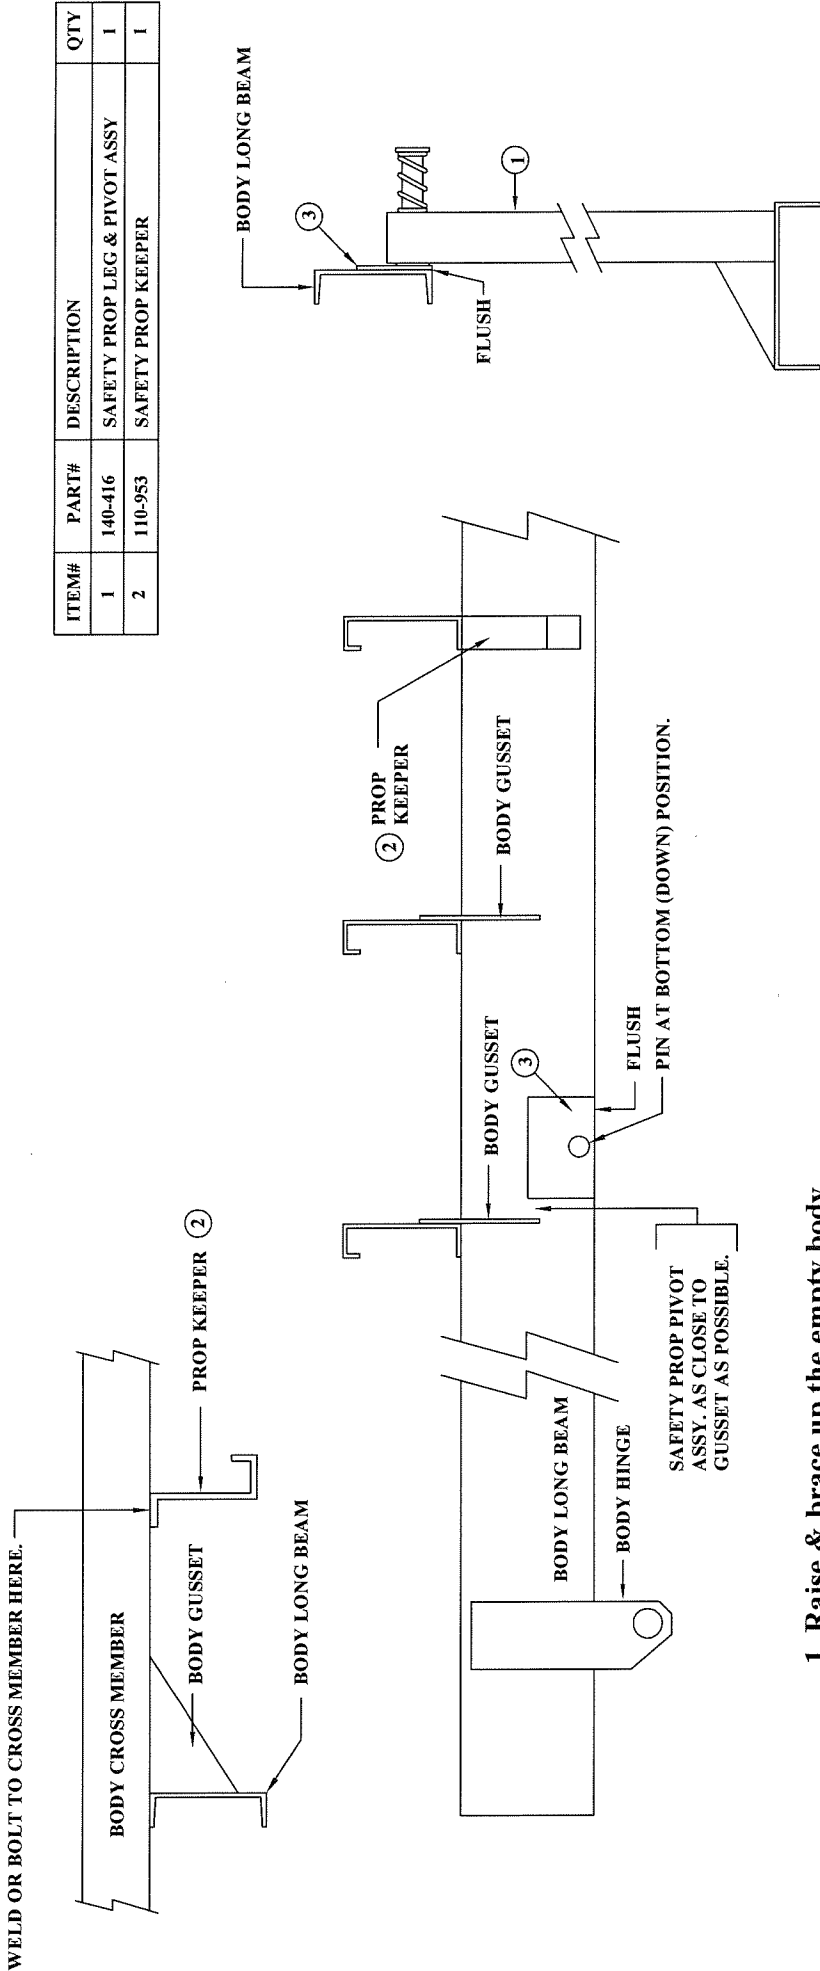 WELD OR BOLT TO CROSS MEMBER HERE.
BODY CROSS MEMBER
BODY GUSSET
PROP KEEPER 2
BODY LONG BEAM
ITEM# PART# DESCRIPTION QTY
1 140-416 SAFETY PROP LEG & PIVOT ASSY 1
2 110-953 SAFETY PROP KEEPER 1
BODY LONG BEAM
3
1
FLUSH
2 PROP
KEEPER
BODY GUSSET
BODY GUSSET
3
BODY LONG BEAM
BODY HINGE
FLUSH
PIN AT BOTTOM (DOWN) POSITION.
SAFETY PROP PIVOT
ASSY. AS CLOSE TO
GUSSET AS POSSIBLE.
1. Raise & brace up the empty body